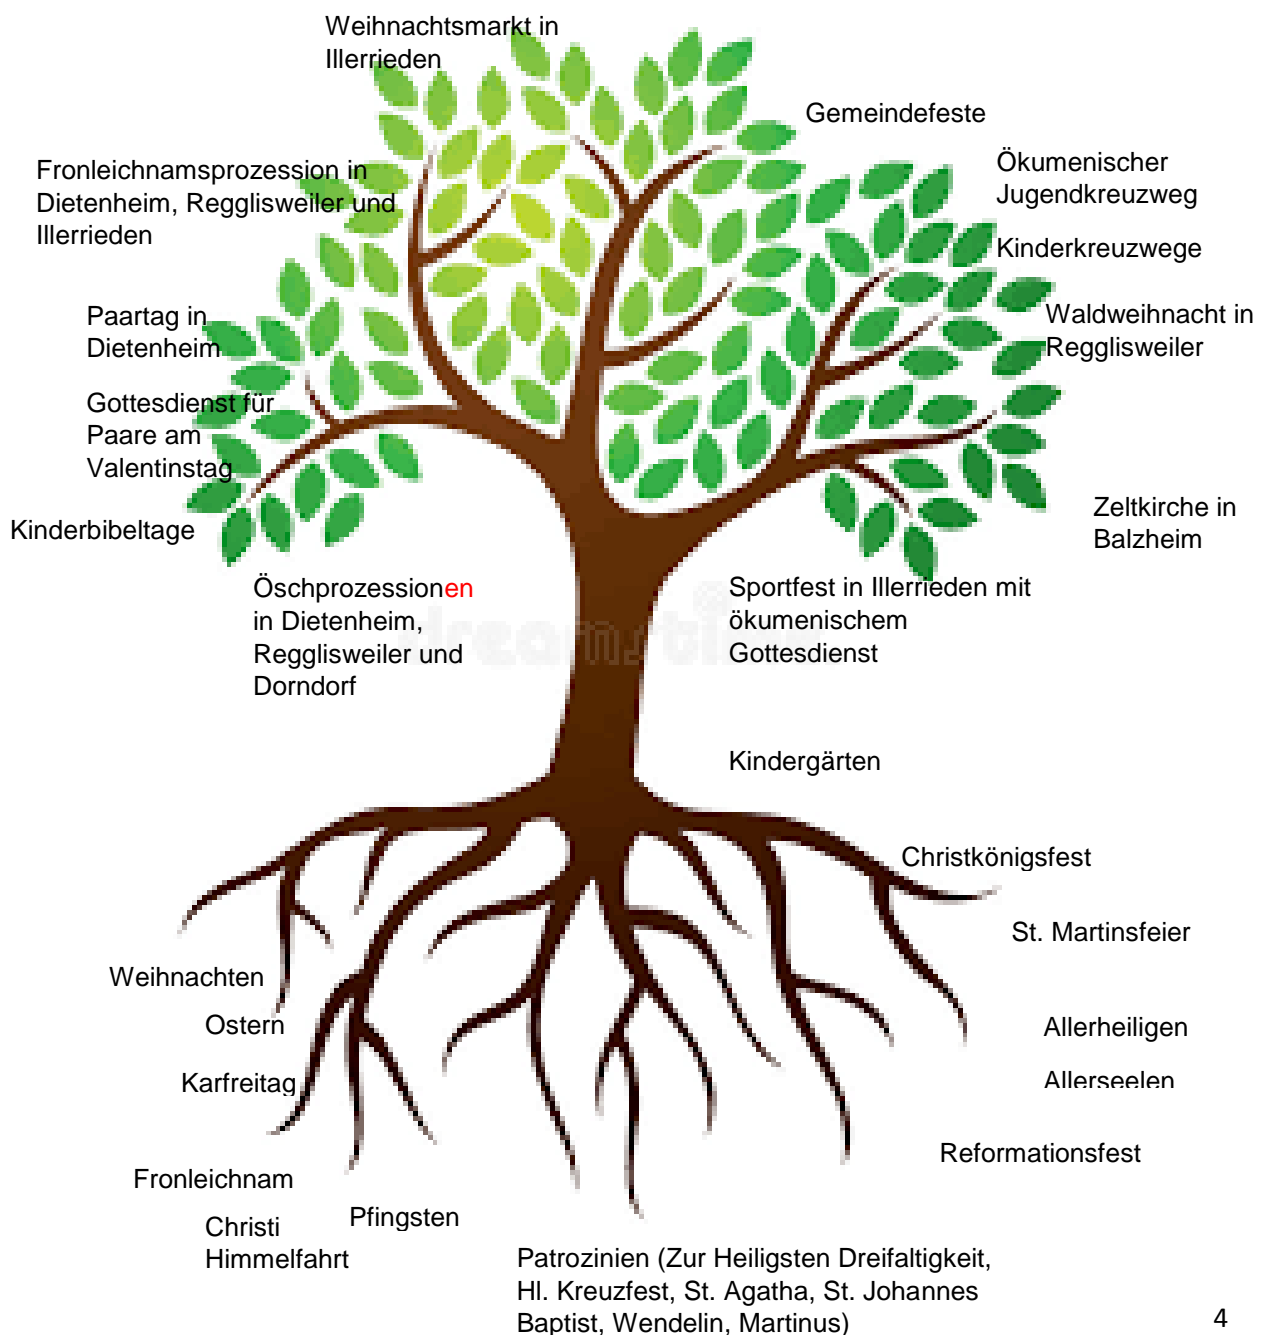 Weihnachtsmarkt in
Illerrieden
Gemeindefeste
Fronleichnamsprozession in
Dietenheim, Regglisweiler und
Illerrieden
Ökumenischer
Jugendkreuzweg
Kinderkreuzwege
Paartag in
Dietenheim
Waldweihnacht in
Regglisweiler
Gottesdienst für
Paare am
Valentinstag
Kinderbibeltage
Zeltkirche in
Balzheim
Öschprozessionen
in Dietenheim,
Regglisweiler und
Dorndorf
Sportfest in Illerrieden mit
ökumenischem
Gottesdienst
dreamstime
Kindergärten
Christkönigsfest
St. Martinsfeier
Weihnachten
Ostern
Allerheiligen
Karfreitag
Allerseelen
Reformationsfest
Fronleichnam
Pfingsten
Christi
Himmelfahrt
Patrozinien (Zur Heiligsten Dreifaltigkeit,
Hl. Kreuzfest, St. Agatha, St. Johannes
Baptist, Wendelin, Martinus)
4